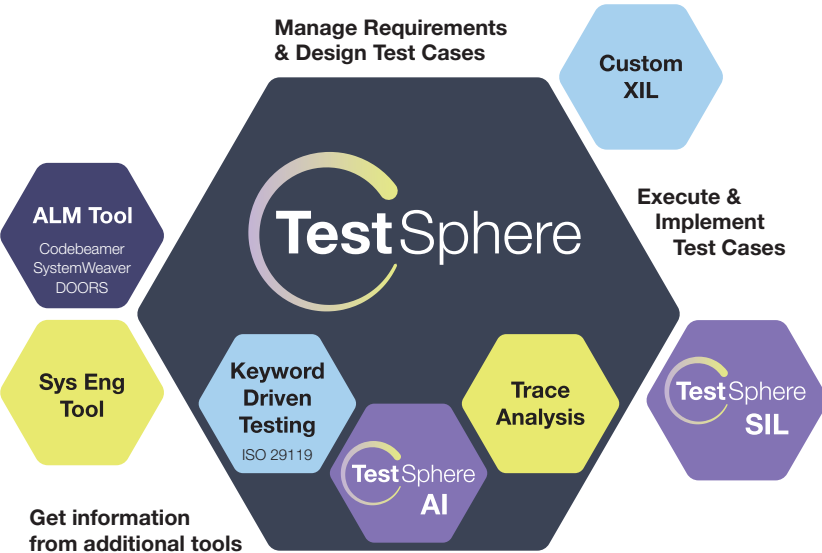 Manage Requirements
& Design Test Cases
Custom
XIL
ALM Tool
Codebeamer
SystemWeaver
DOORS
TestSphere
Execute &
Implement
Test Cases
Sys Eng
Tool
Keyword
Driven
Testing
ISO 29119
TestSphere
AI
Trace
Analysis
TestSphere
SIL
Get information
from additional tools